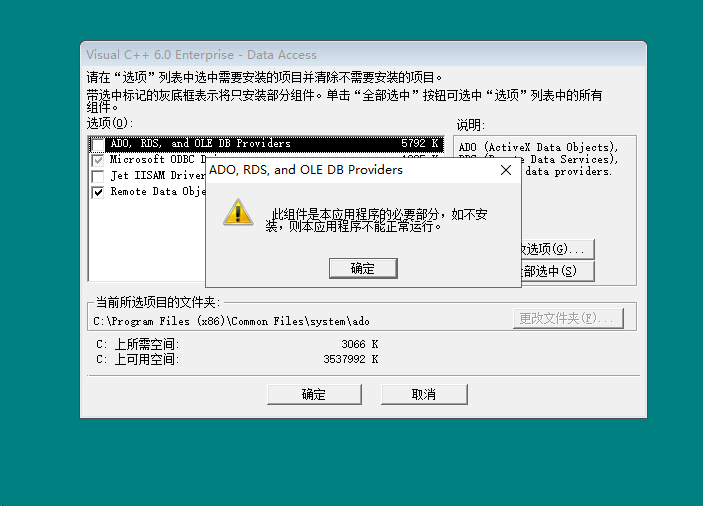 Visual C++ 6.0 Enterprise - Data Access
请在“选项”列表中选中需要安装的项目并清除不需要安装的项目。
带选中标记的灰底框表示将只安装部分组件。单击“全部选中”按钮可选中“选项”列表中的所有
组件。
选项(O):
说明:
ADO, RDS, and OLE DB Providers 5792 K
Microsoft ODBC
Jet IISAM Driver
Remote Data Obje
ADO (ActiveX Data Objects),
Data Services),
data providers.
ADO, RDS, and OLE DB Providers
此组件是本应用程序的必要部分，如不安
装，则本应用程序不能正常运行。
确定
选项(G)...
部选中(S)
当前所选项目的文件夹:
C:\Program Files (x86)\Common Files\system\ado
更改文件夹(F)...
C: 上所需空间: 3066 K
C: 上可用空间: 3537992 K
确定
取消